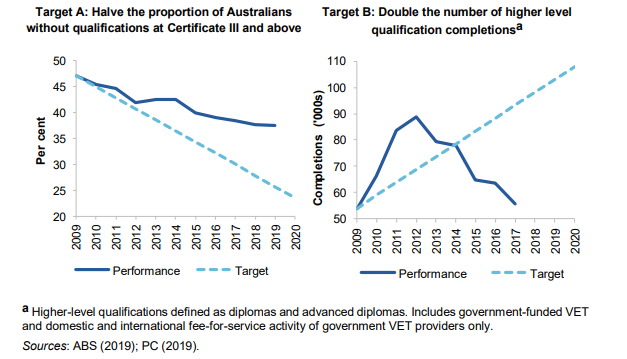 Target A: Halve the proportion of Australians
without qualifications at Certificate III and above
Per cent
50
45
40
35
30
25
20
2009
2010
2011
2012
2013
2014
2015
2016
2017
2018
2019
2020
Performance
Target
Target B: Double the number of higher level
qualification completionsa
Completions ('000s)
110
100
90
80
70
60
50
2009
2010
2011
2012
2013
2014
2015
2016
2017
2018
2019
2020
Performance
Target
a Higher-level qualifications defined as diplomas and advanced diplomas. Includes government-funded VET
and domestic and international fee-for-service activity of government VET providers only.
Sources: ABS (2019); PC (2019).